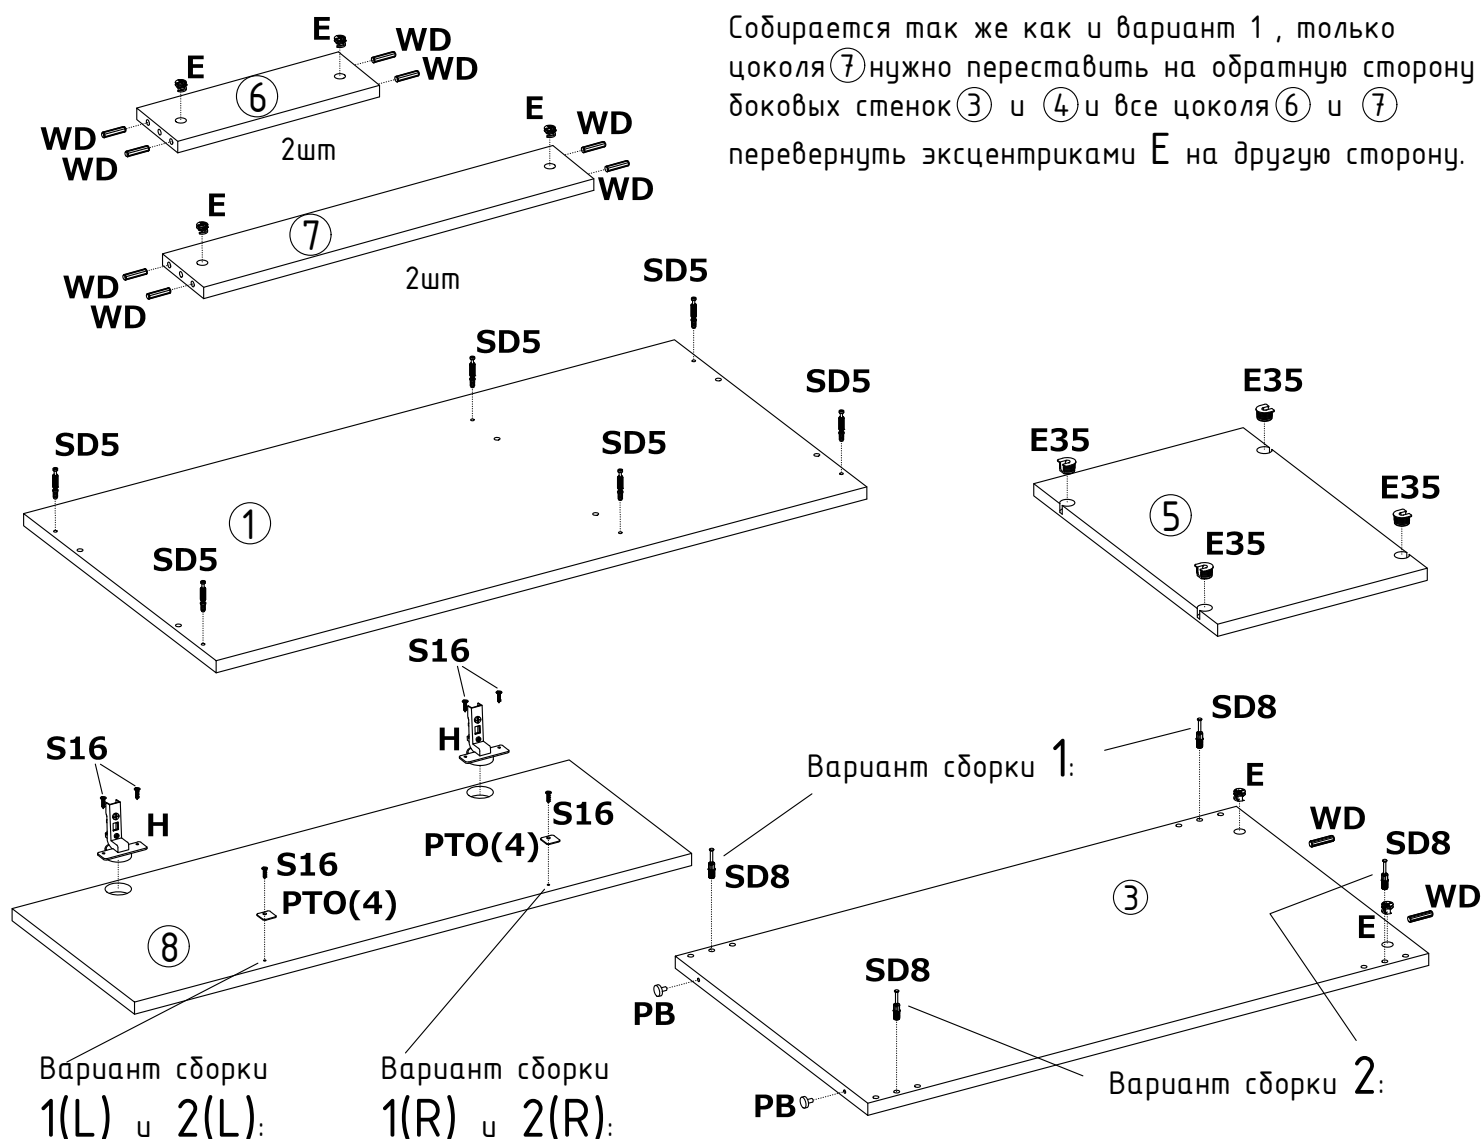 Собирается так же как и вариант 1 , только
цоколя 7 нужно переставить на обратную сторону
боковых стенок 3 и 4 и все цоколя 6 и 7
перевернуть эксцентриками E на другую сторону.
E
WD
WD
E
6
WD
WD
2шт
E
WD
WD
E
7
WD
WD
2шт
SD5
SD5
SD5
SD5
SD5
1
SD5
E35
E35
E35
5
E35
S16
H
S16
H
S16
PTO(4)
S16
PTO(4)
8
Вариант сборки
1(L) и 2(L):
Вариант сборки
1(R) и 2(R):
Вариант сборки 1:
SD8
E
WD
SD8
SD8
3
WD
E
SD8
PB
PB
Вариант сборки 2: